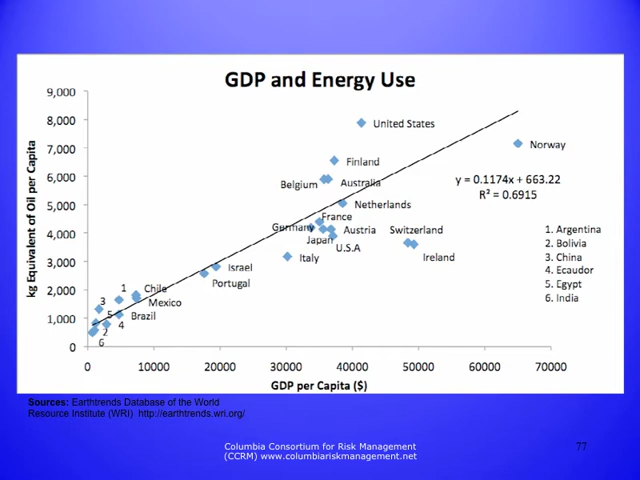 GDP and Energy Use
kg Equivalent of Oil per Capita
9,000
8,000
7,000
6,000
5,000
4,000
3,000
2,000
1,000
0
United States
Norway
Finland
Belgium
Australia
y = 0.1174x + 663.22
R² = 0.6915
Netherlands
France
Germany
Austria
Switzerland
Japan
U.S.A
Italy
Ireland
Israel
Portugal
1
Chile
3
Mexico
5
Brazil
4
2
6
1. Argentina
2. Bolivia
3. China
4. Ecaudor
5. Egypt
6. India
0
10000
20000
30000
40000
50000
60000
70000
GDP per Capita ($)
Sources: Earthtrends Database of the World
Resource Institute (WRI) http://earthtrends.wri.org/
Columbia Consortium for Risk Management
(CCRM) www.columbiariskmanagement.net
77